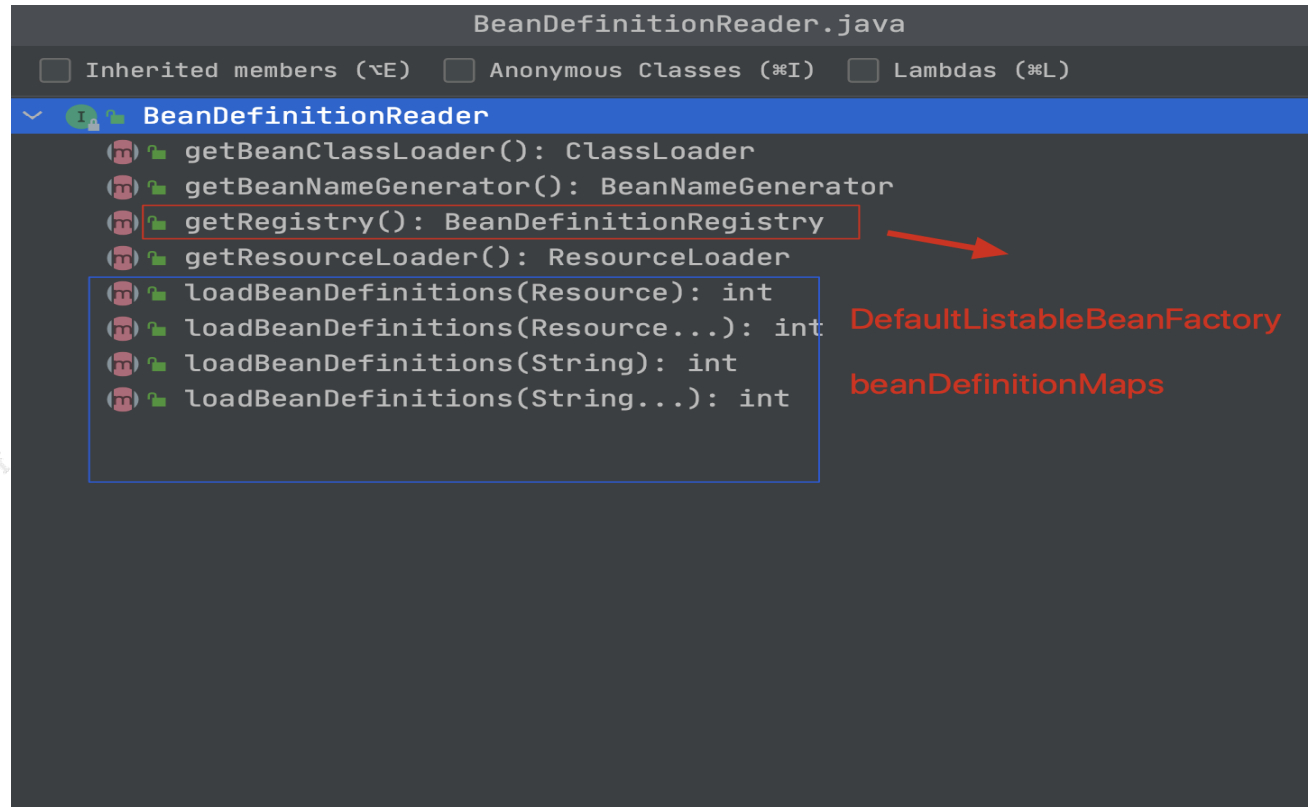 BeanDefinitionReader.java
Inherited members (⌥E) Anonymous Classes (⌘I) Lambdas (⌘L)
BeanDefinitionReader
getBeanClassLoader(): ClassLoader
getBeanNameGenerator(): BeanNameGenerator
getRegistry(): BeanDefinitionRegistry
getResourceLoader(): ResourceLoader
loadBeanDefinitions(Resource): int
loadBeanDefinitions(Resource...): int
loadBeanDefinitions(String): int
loadBeanDefinitions(String...): int
DefaultListableBeanFactory
beanDefinitionMaps